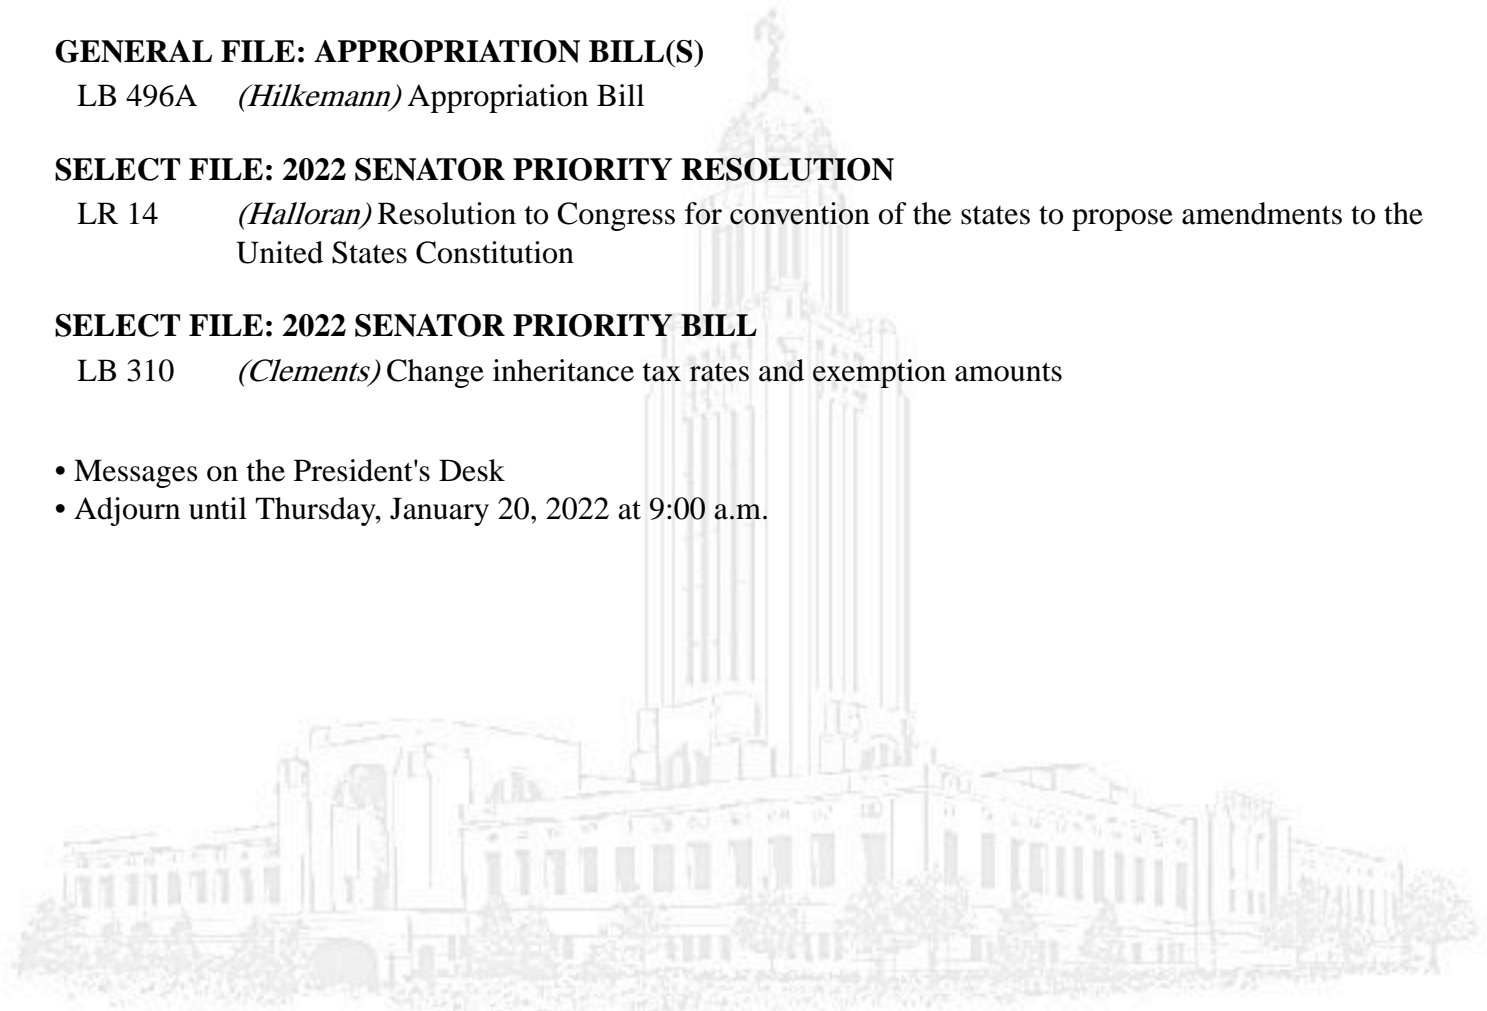 GENERAL FILE: APPROPRIATION BILL(S)
LB 496A (Hilkemann) Appropriation Bill
SELECT FILE: 2022 SENATOR PRIORITY RESOLUTION
LR 14 (Halloran) Resolution to Congress for convention of the states to propose amendments to the
United States Constitution
SELECT FILE: 2022 SENATOR PRIORITY BILL
LB 310 (Clements) Change inheritance tax rates and exemption amounts
• Messages on the President's Desk
• Adjourn until Thursday, January 20, 2022 at 9:00 a.m.